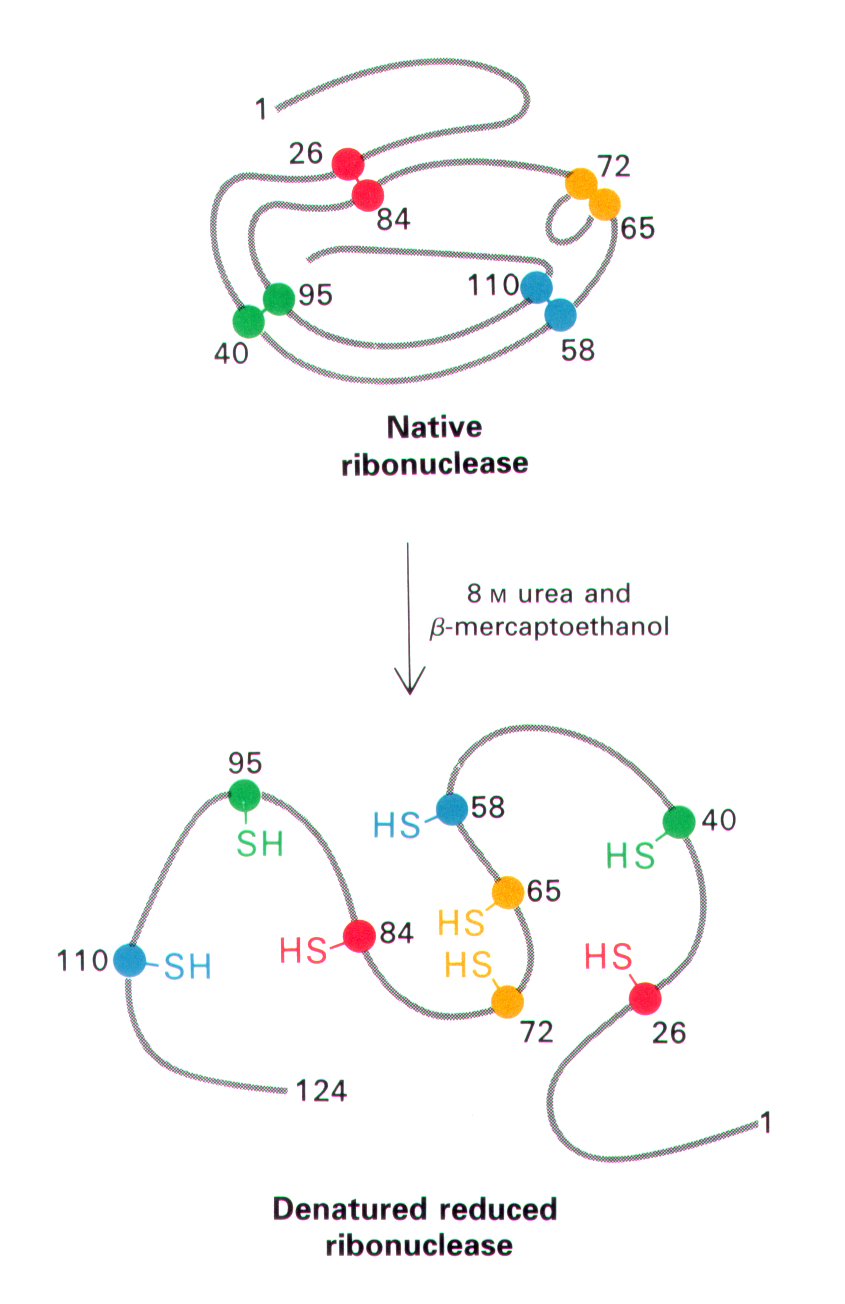 1
26
72
84
65
95
110
40
58
Native
ribonuclease
8 M urea and
β-mercaptoethanol
95
SH
HS 58
40
HS
65
HS
110 SH
HS 84
HS
HS
72
26
124
1
Denatured reduced
ribonuclease